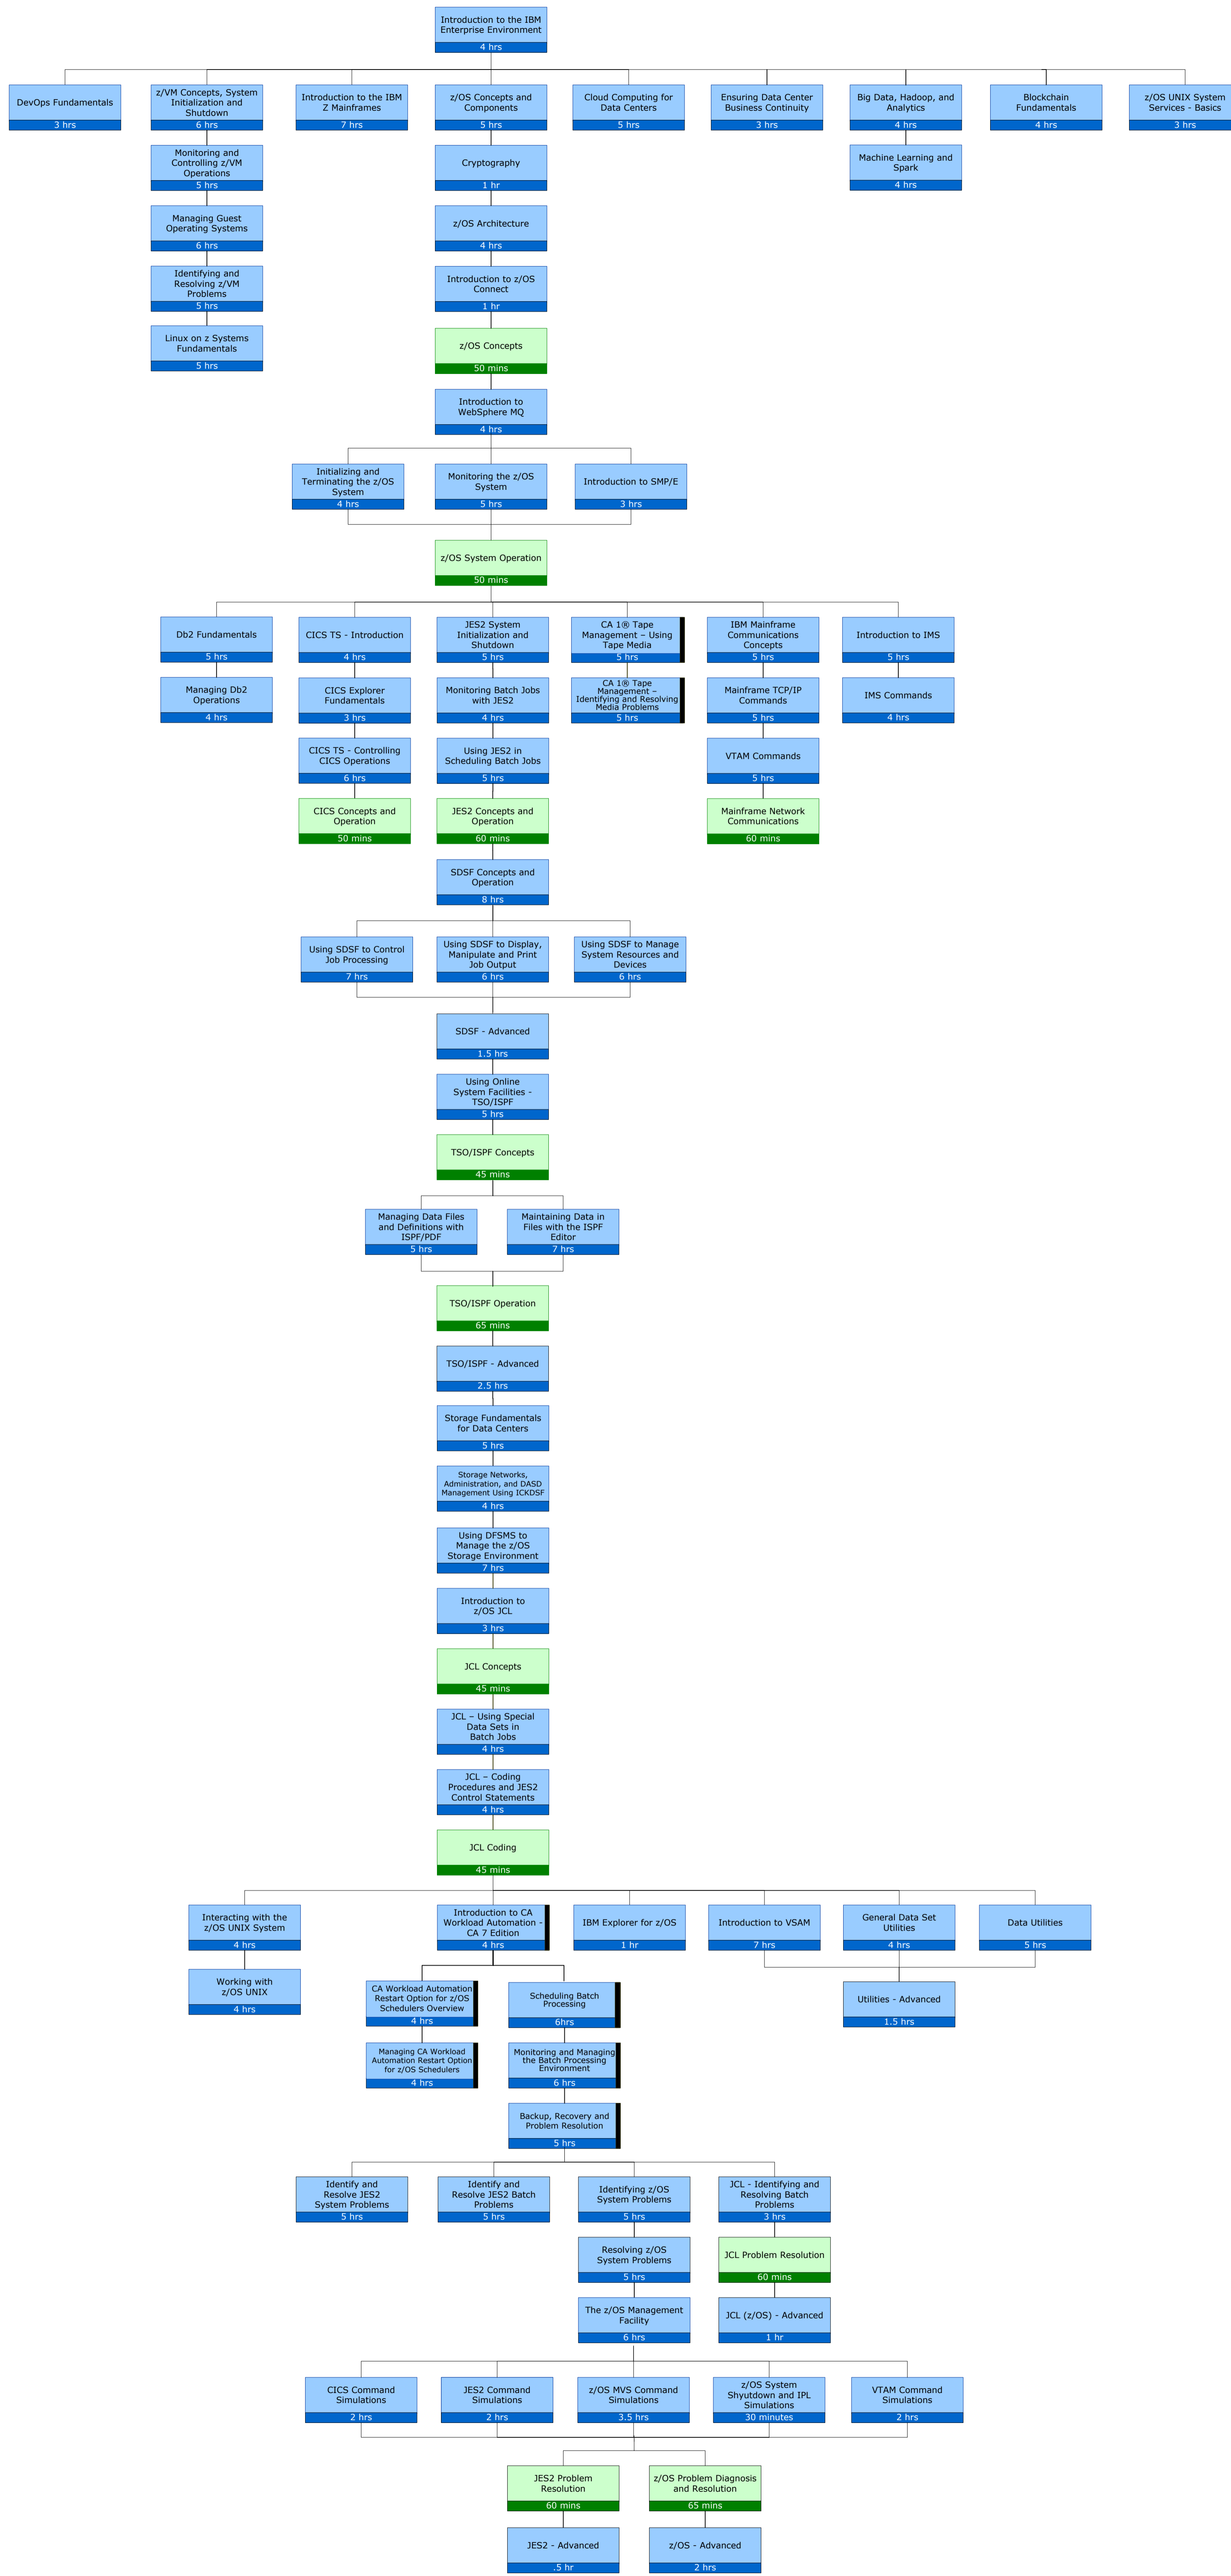 Introduction to the IBM
Enterprise Environment
4 hrs
DevOps Fundamentals
3 hrs
z/VM Concepts, System
Initialization and
Shutdown
6 hrs
Introduction to the IBM
Z Mainframes
7 hrs
z/OS Concepts and
Components
5 hrs
Cloud Computing for
Data Centers
5 hrs
Ensuring Data Center
Business Continuity
3 hrs
Big Data, Hadoop, and
Analytics
4 hrs
Blockchain
Fundamentals
4 hrs
z/OS UNIX System
Services - Basics
3 hrs
Monitoring and
Controlling z/VM
Operations
5 hrs
Cryptography
1 hr
Machine Learning and
Spark
4 hrs
Managing Guest
Operating Systems
6 hrs
z/OS Architecture
4 hrs
Identifying and
Resolving z/VM
Problems
5 hrs
Introduction to z/OS
Connect
1 hr
Linux on z Systems
Fundamentals
5 hrs
z/OS Concepts
50 mins
Introduction to
WebSphere MQ
4 hrs
Initializing and
Terminating the z/OS
System
4 hrs
Monitoring the z/OS
System
5 hrs
Introduction to SMP/E
3 hrs
z/OS System Operation
50 mins
Db2 Fundamentals
5 hrs
CICS TS - Introduction
4 hrs
JES2 System
Initialization and
Shutdown
5 hrs
CA 1® Tape
Management – Using
Tape Media
5 hrs
IBM Mainframe
Communications
Concepts
5 hrs
Introduction to IMS
5 hrs
Managing Db2
Operations
4 hrs
CICS Explorer
Fundamentals
3 hrs
Monitoring Batch Jobs
with JES2
4 hrs
CA 1® Tape
Management –
Identifying and Resolving
Media Problems
5 hrs
Mainframe TCP/IP
Commands
5 hrs
IMS Commands
4 hrs
CICS TS - Controlling
CICS Operations
6 hrs
Using JES2 in
Scheduling Batch Jobs
5 hrs
VTAM Commands
5 hrs
CICS Concepts and
Operation
50 mins
JES2 Concepts and
Operation
60 mins
Mainframe Network
Communications
60 mins
SDSF Concepts and
Operation
8 hrs
Using SDSF to Control
Job Processing
7 hrs
Using SDSF to Display,
Manipulate and Print
Job Output
6 hrs
Using SDSF to Manage
System Resources and
Devices
6 hrs
SDSF - Advanced
1.5 hrs
Using Online
System Facilities -
TSO/ISPF
5 hrs
TSO/ISPF Concepts
45 mins
Managing Data Files
and Definitions with
ISPF/PDF
5 hrs
Maintaining Data in
Files with the ISPF
Editor
7 hrs
TSO/ISPF Operation
65 mins
TSO/ISPF - Advanced
2.5 hrs
Storage Fundamentals
for Data Centers
5 hrs
Storage Networks,
Administration, and DASD
Management Using ICKDSF
4 hrs
Using DFSMS to
Manage the z/OS
Storage Environment
7 hrs
Introduction to
z/OS JCL
3 hrs
JCL Concepts
45 mins
JCL – Using Special
Data Sets in
Batch Jobs
4 hrs
JCL – Coding
Procedures and JES2
Control Statements
4 hrs
JCL Coding
45 mins
Interacting with the
z/OS UNIX System
4 hrs
Introduction to CA
Workload Automation -
CA 7 Edition
4 hrs
IBM Explorer for z/OS
1 hr
Introduction to VSAM
7 hrs
General Data Set
Utilities
4 hrs
Data Utilities
5 hrs
Working with
z/OS UNIX
4 hrs
CA Workload Automation
Restart Option for z/OS
Schedulers Overview
4 hrs
Scheduling Batch
Processing
6hrs
Utilities - Advanced
1.5 hrs
Managing CA Workload
Automation Restart Option
for z/OS Schedulers
4 hrs
Monitoring and Managing
the Batch Processing
Environment
6 hrs
Backup, Recovery and
Problem Resolution
5 hrs
Identify and
Resolve JES2
System Problems
5 hrs
Identify and
Resolve JES2 Batch
Problems
5 hrs
Identifying z/OS
System Problems
5 hrs
JCL - Identifying and
Resolving Batch
Problems
3 hrs
Resolving z/OS
System Problems
5 hrs
JCL Problem Resolution
60 mins
The z/OS Management
Facility
6 hrs
JCL (z/OS) - Advanced
1 hr
CICS Command
Simulations
2 hrs
JES2 Command
Simulations
2 hrs
z/OS MVS Command
Simulations
3.5 hrs
z/OS System
Shyutdown and IPL
Simulations
30 minutes
VTAM Command
Simulations
2 hrs
JES2 Problem
Resolution
60 mins
z/OS Problem Diagnosis
and Resolution
65 mins
JES2 - Advanced
.5 hr
z/OS - Advanced
2 hrs